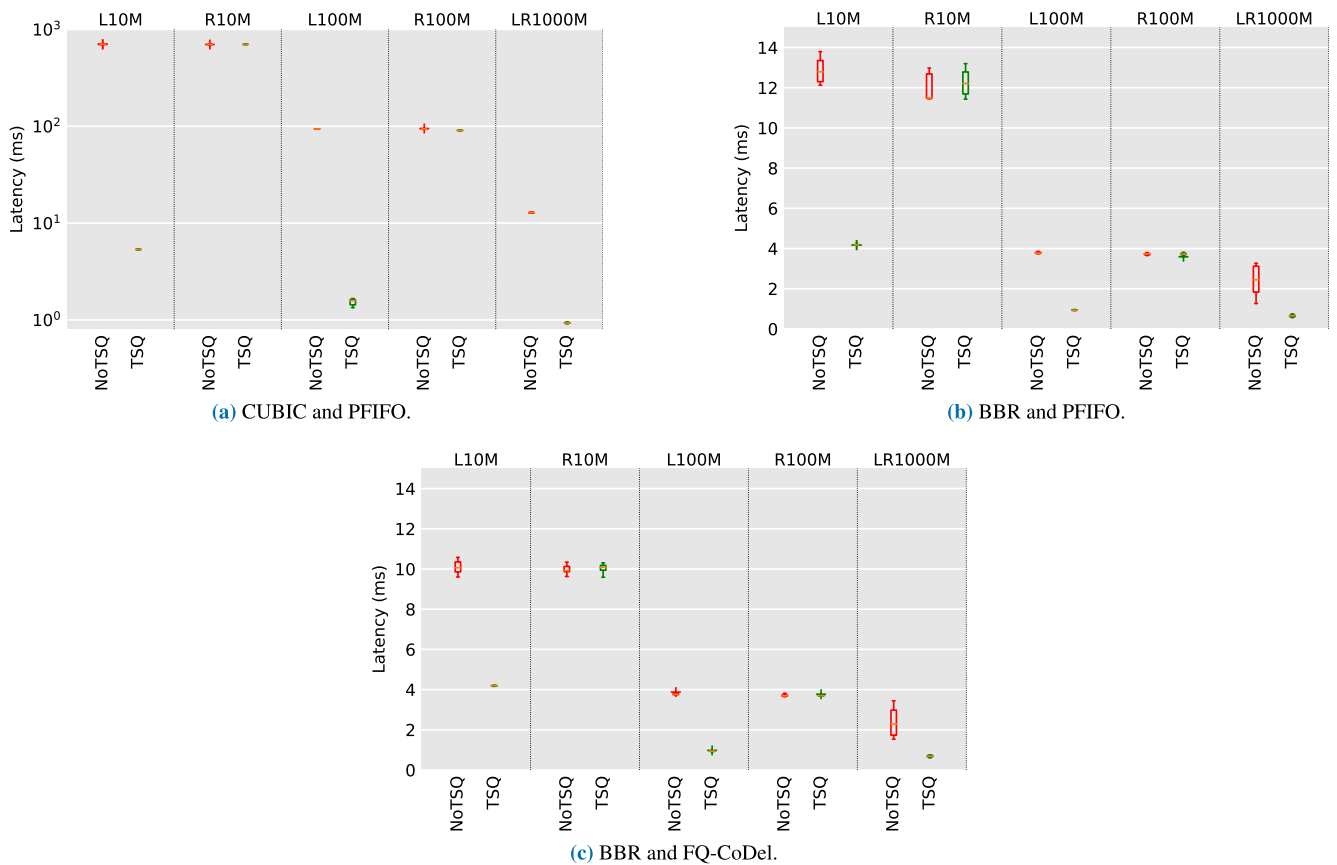 L10M R10M L100M R100M LR1000M
10^3
10^2
10^1
10^0
Latency (ms)
NoTSQ TSQ NoTSQ TSQ NoTSQ TSQ NoTSQ TSQ NoTSQ TSQ
(a) CUBIC and PFIFO.
L10M R10M L100M R100M LR1000M
14
12
10
8
6
4
2
0
Latency (ms)
NoTSQ TSQ NoTSQ TSQ NoTSQ TSQ NoTSQ TSQ NoTSQ TSQ
(b) BBR and PFIFO.
L10M R10M L100M R100M LR1000M
14
12
10
8
6
4
2
0
Latency (ms)
NoTSQ TSQ NoTSQ TSQ NoTSQ TSQ NoTSQ TSQ NoTSQ TSQ
(c) BBR and FQ-CoDel.